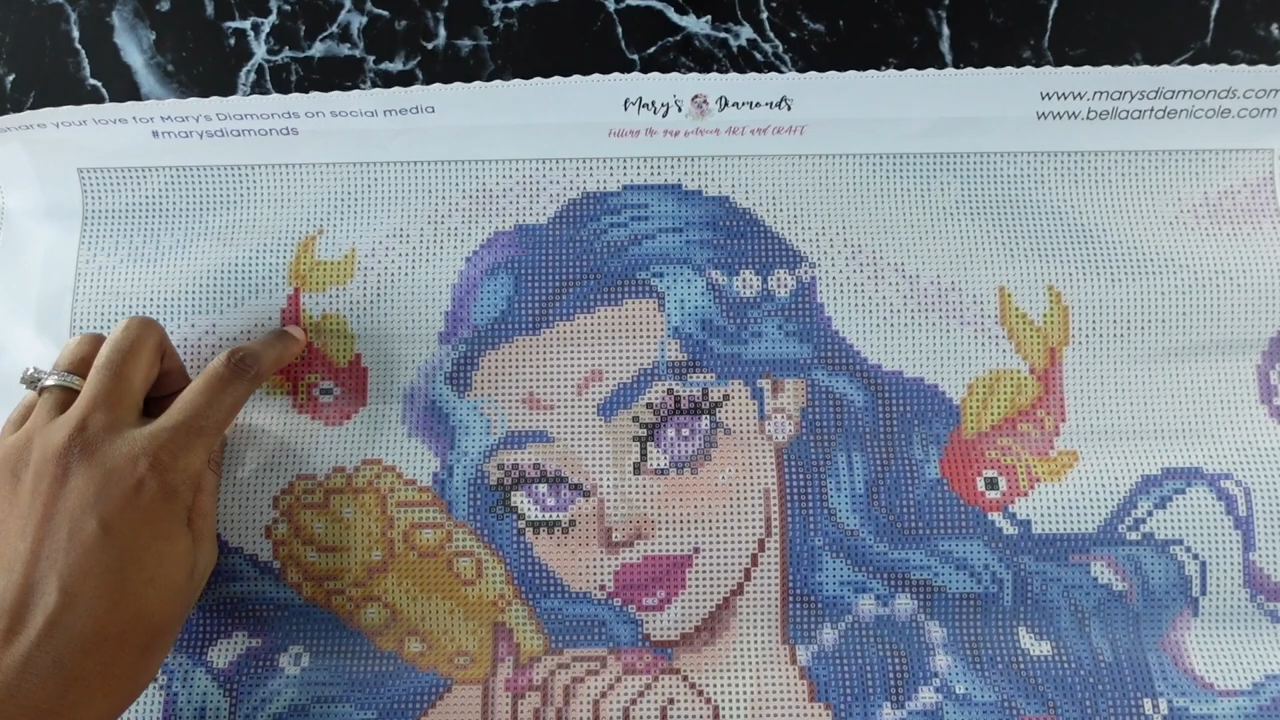 share your love for Mary's Diamonds on social media
#marysdiamonds
Mary's Diamonds
Filling the gap between ART and CRAFT
www.marysdiamonds.com
www.bellaartdenicole.com